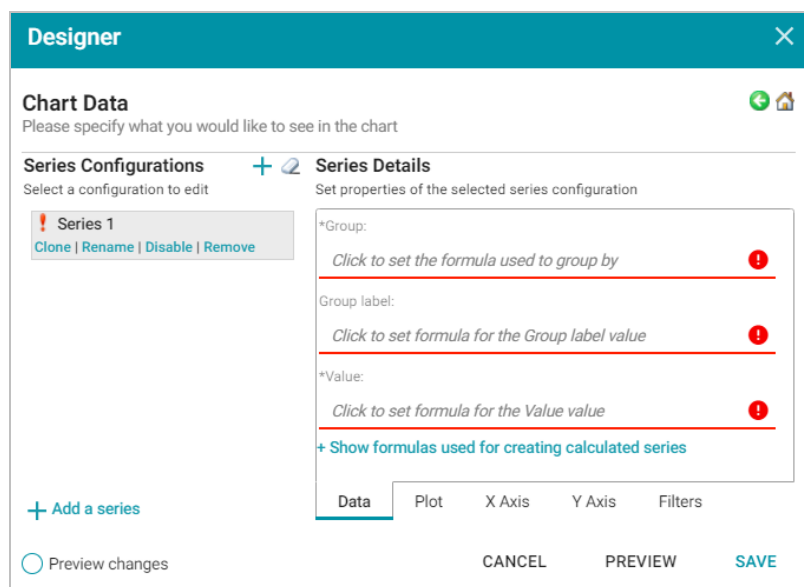 Designer
Chart Data
Please specify what you would like to see in the chart
Series Configurations
Select a configuration to edit
Series 1
Clone | Rename | Disable | Remove
+ Add a series
Series Details
Set properties of the selected series configuration
*Group:
Click to set the formula used to group by
Group label:
Click to set formula for the Group label value
*Value:
Click to set formula for the Value value
+ Show formulas used for creating calculated series
Data Plot X Axis Y Axis Filters
Preview changes
CANCEL PREVIEW SAVE